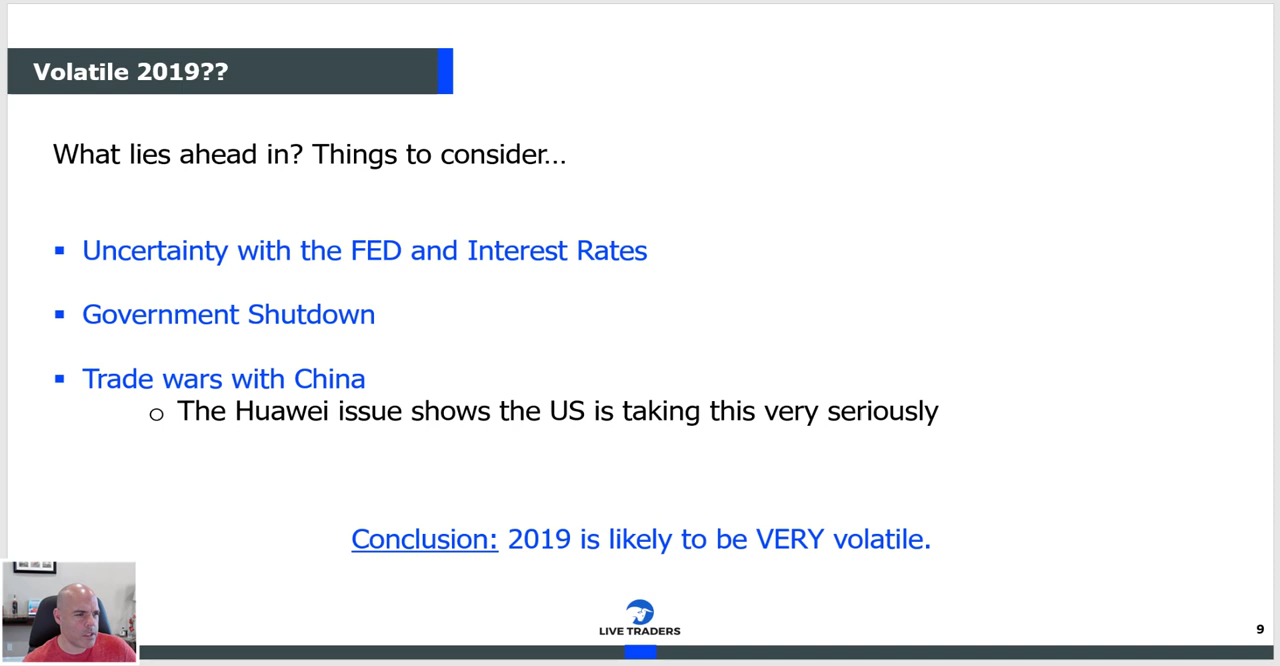 Volatile 2019??
What lies ahead in? Things to consider...
▪ Uncertainty with the FED and Interest Rates
▪ Government Shutdown
▪ Trade wars with China
o The Huawei issue shows the US is taking this very seriously
Conclusion: 2019 is likely to be VERY volatile.
LIVE TRADERS
9